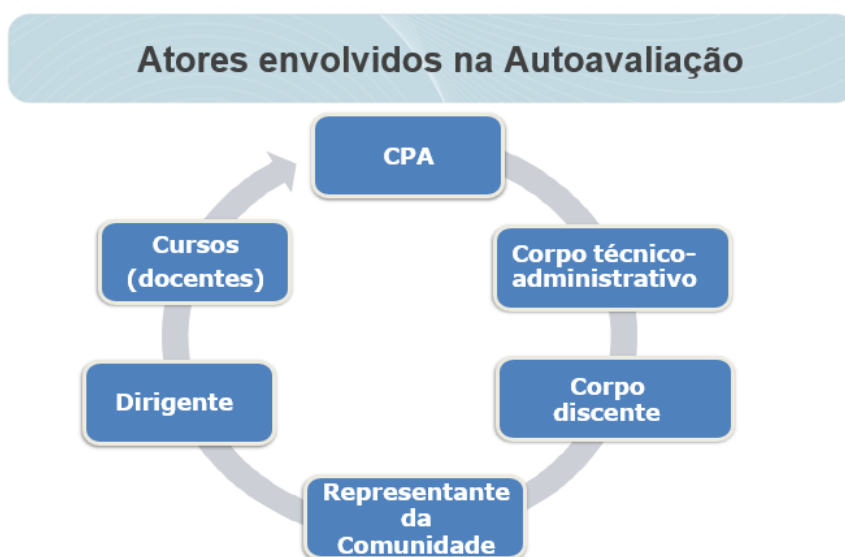 Atores envolvidos na Autoavaliação
CPA
Corpo técnico-
administrativo
Corpo
discente
Representante
da
Comunidade
Dirigente
Cursos
(docentes)